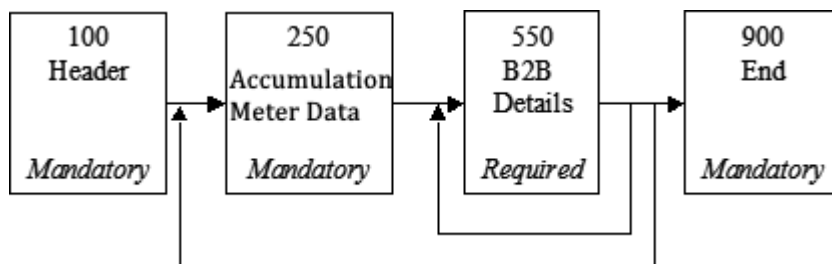 100
Header
Mandatory
250
Accumulation
Meter Data
Mandatory
550
B2B
Details
Required
900
End
Mandatory